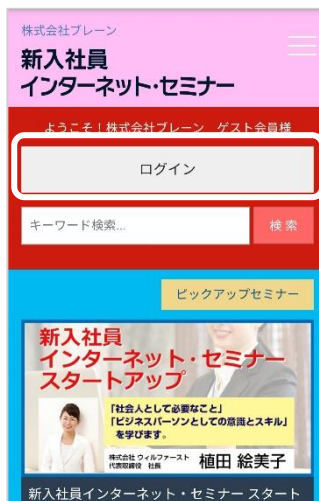 株式会社ブレーン
新入社員
インターネット・セミナー
ようこそ!株式会社ブレーン ゲスト会員様
ログイン
キーワード検索...
検索
ピックアップセミナー
新入社員
インターネット・セミナー
スタートアップ
「社会人として必要なこと」
「ビジネスパーソンとしての意識とスキル」
を学びます。
株式会社 ウィルファースト
代表取締役 社長
植田 絵美子
新入社員インターネット・セミナー スタート